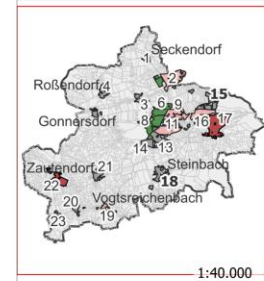 Seckendorf
1
2
Roßendorf 4
3 6 9
15
Gonnersdorf
8 11 16 17
14 13
Zautendorf
21
Steinbach
22
18
20
Vogtsreichenbach
23
19
1:40.000